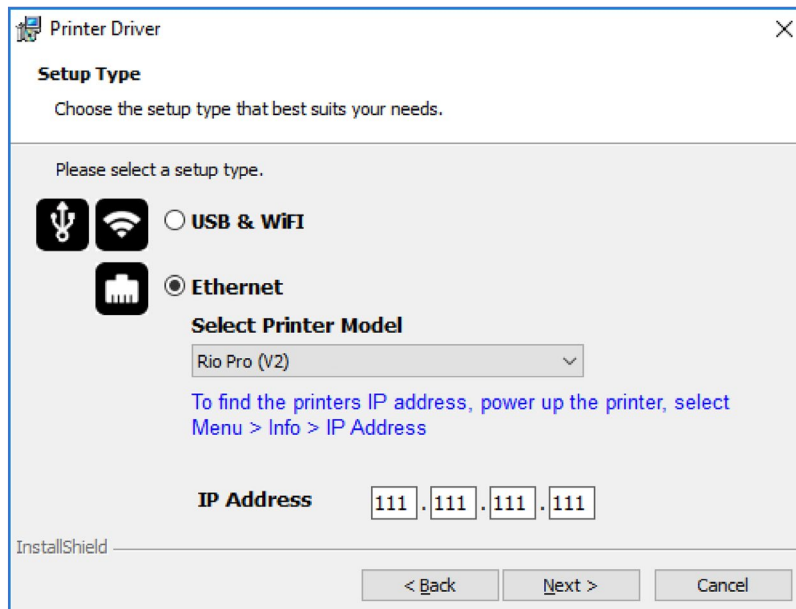 Printer Driver
Setup Type
Choose the setup type that best suits your needs.
Please select a setup type.
USB & WiFI
Ethernet
Select Printer Model
Rio Pro (V2)
To find the printers IP address, power up the printer, select
Menu > Info > IP Address
IP Address 111 . 111 . 111 . 111
InstallShield
< Back Next > Cancel